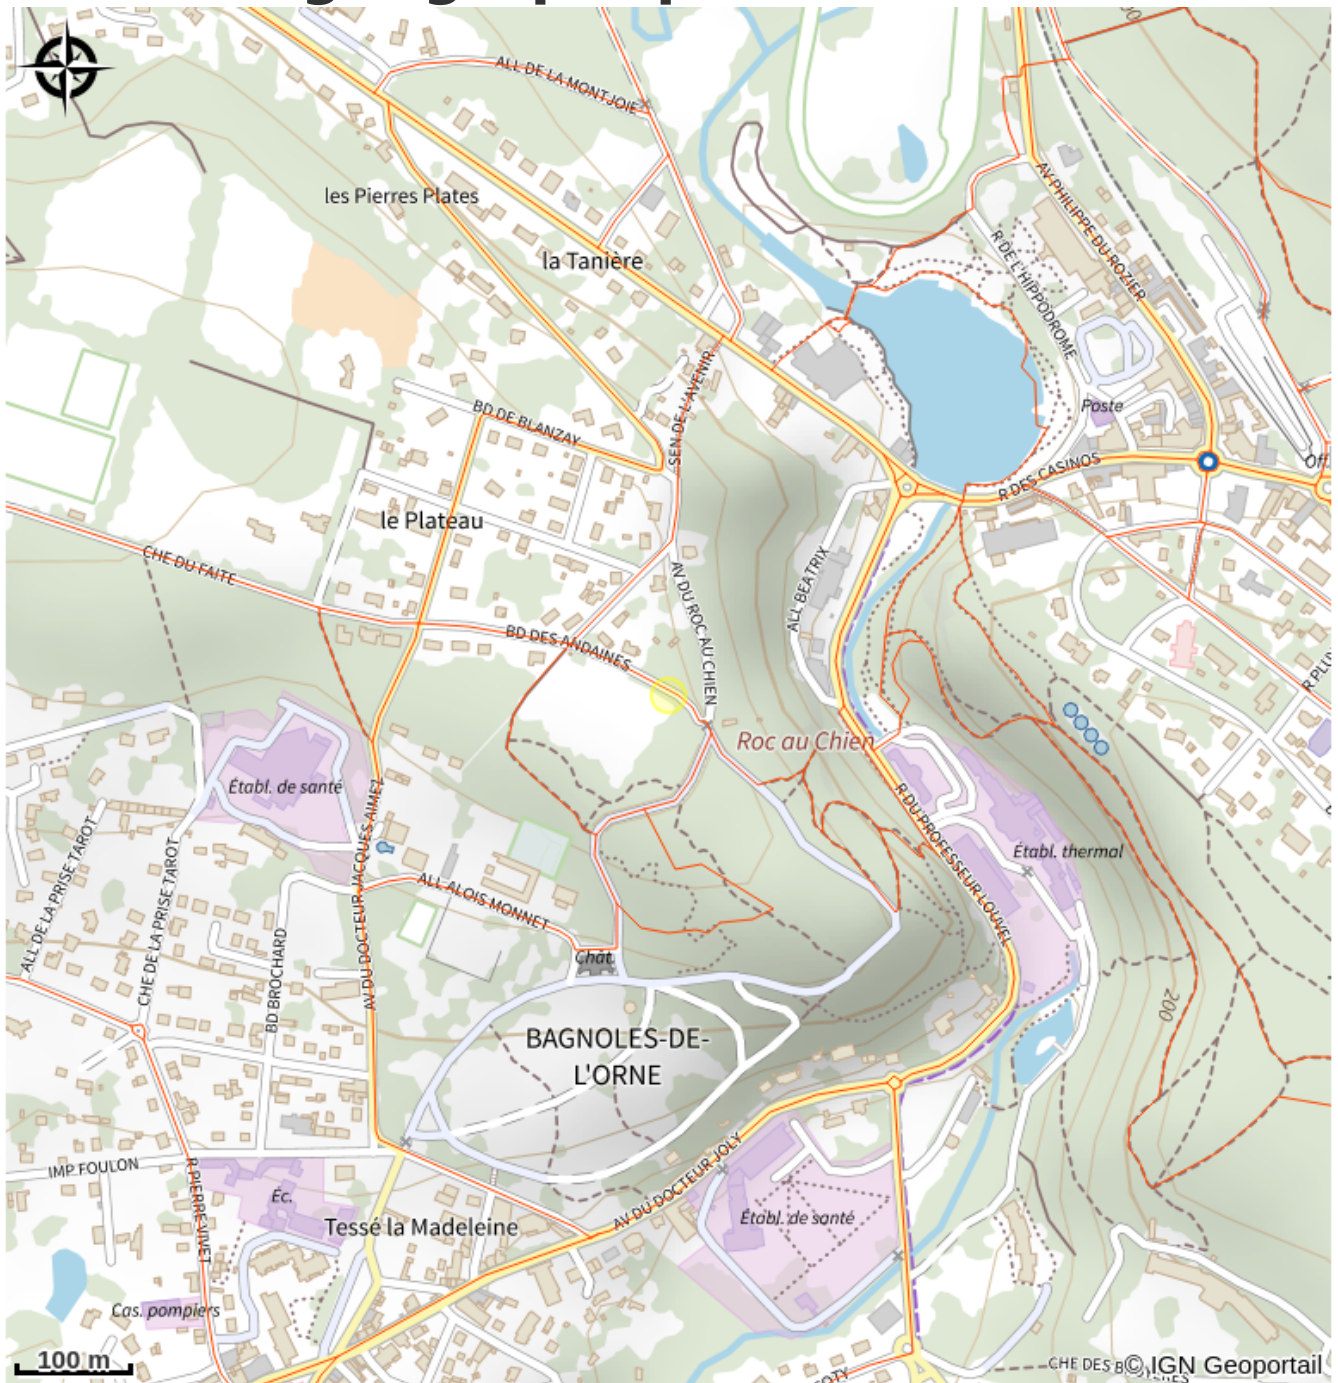 ALL DE LA MONTJOIE
les Pierres Plates
la Tanière
AV PHILIPPE DU ROZIER
R DE L'HIPPODROME
SEN DE L'AVENIR
BD DE BLANZAY
Poste
R DES CASINOS
Off.
le Plateau
CHE DU FAITE
ALL BEATRIX
AV DU ROC AU CHIEN
BD DES ANDAINES
R PLU
Roc au Chien
Établ. de santé
R DU PROFESSEUR LOUVEL
Établ. thermal
AV DU DOCTEUR JACQUES AIMEZ
ALL DE LA PRISE TAROT
CHE DE LA PRISE TAROT
ALL ALOIS MONNET
BD BROCHARD
Chât.
200
BAGNOLES-DE-
L'ORNE
IMP FOULON
R PIERRE VIVET
Éc.
AV DU DOCTEUR JOLY
Tessé la Madeleine
Établ. de santé
Cas. pompiers
100 m
OTY
CHE DES B
© IGN Geoportail